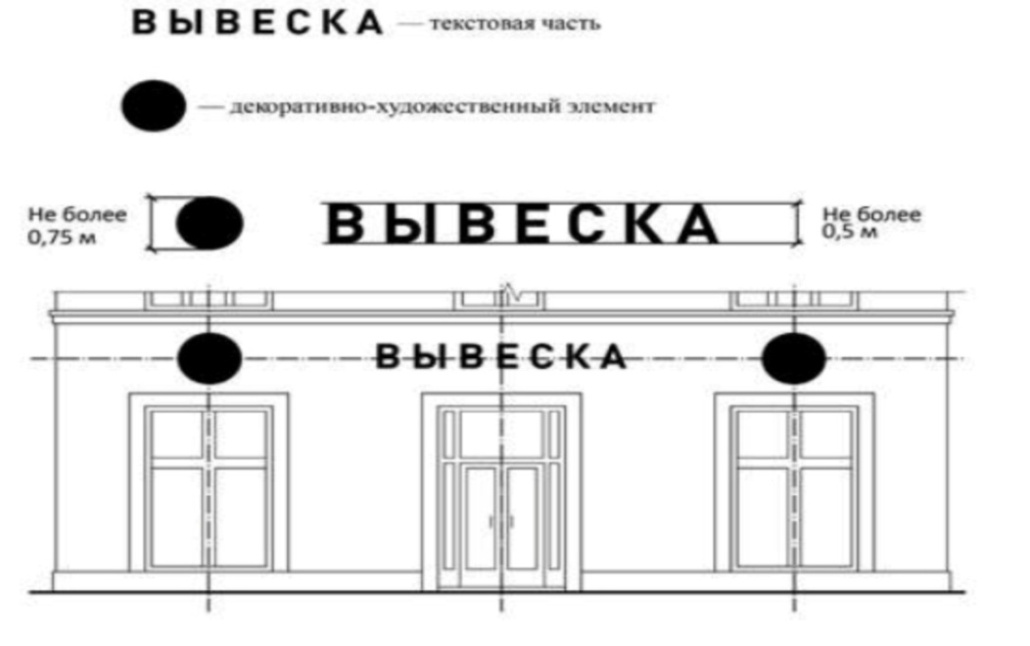 ВЫВЕСКА — текстовая часть
— декоративно-художественный элемент
Не более
0,75 м
ВЫВЕСКА
Не более
0,5 м
ВЫВЕСКА